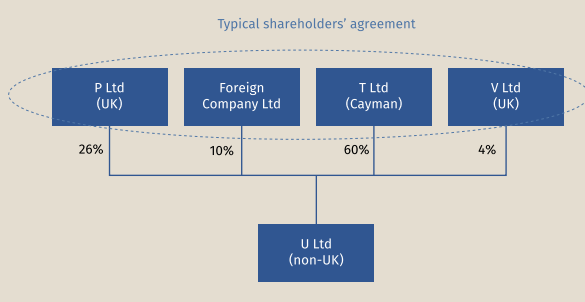 Typical shareholders’ agreement
P Ltd
(UK)
Foreign
Company Ltd
T Ltd
(Cayman)
V Ltd
(UK)
26%
10%
60%
4%
U Ltd
(non-UK)